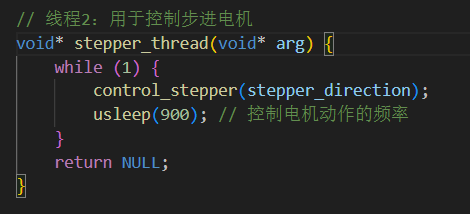 // 线程2：用于控制步进电机
void* stepper_thread(void* arg) {
    while (1) {
        control_stepper(stepper_direction);
        usleep(900); // 控制电机动作的频率
    }
    return NULL;
}